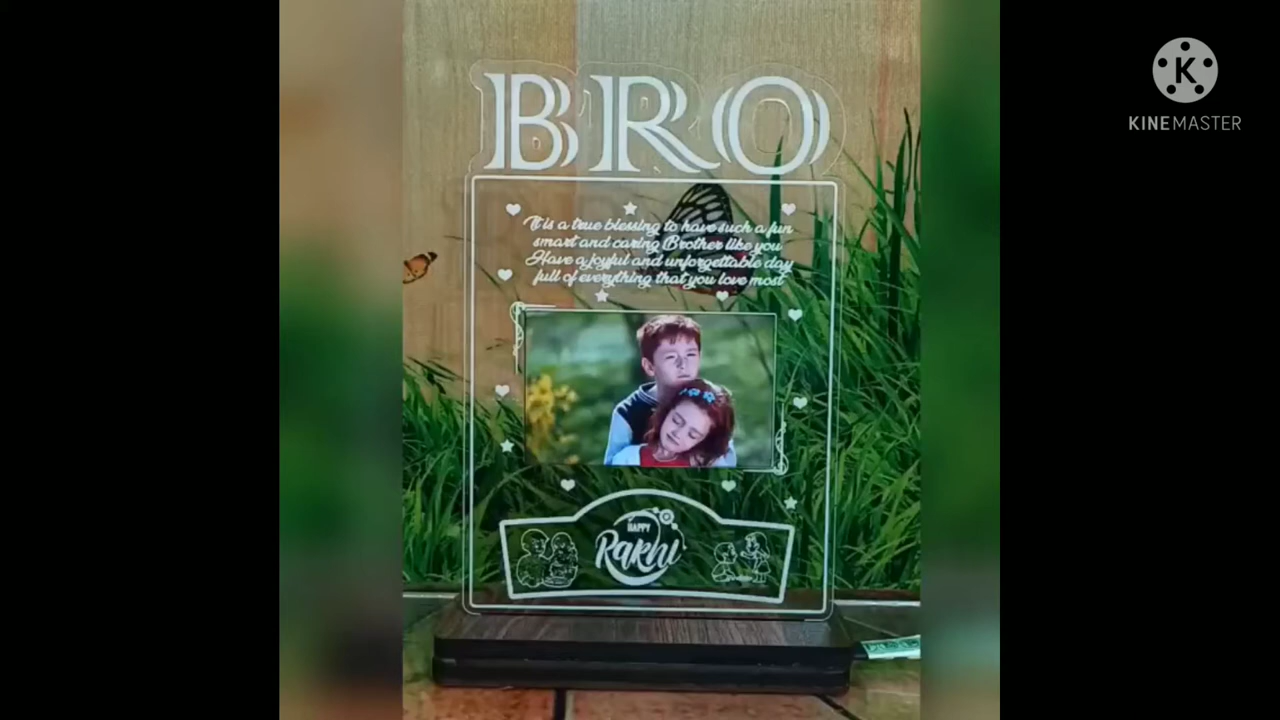 BRO
It is a true blessing to have such a fun
smart and caring Brother like you
Have a joyful and unforgettable day
full of everything that you love most
HAPPY
Rakhi
K
KINEMASTER